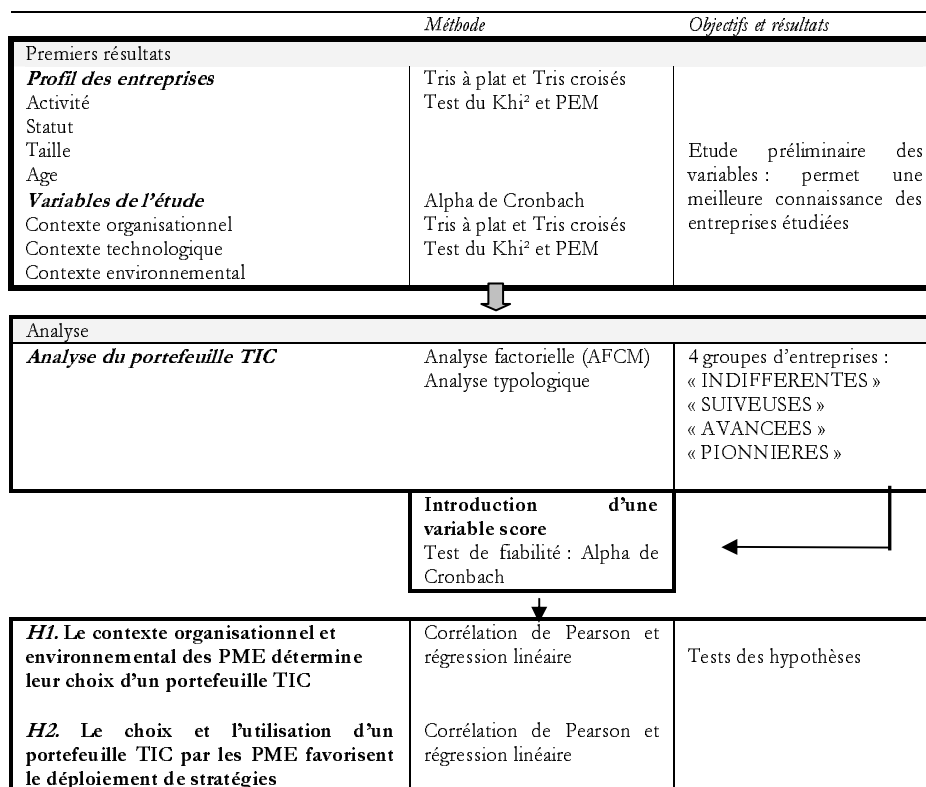 Méthode Objectifs et résultats
Premiers résultats
Profil des entreprises Tris à plat et Tris croisés
Activité Test du Khi² et PEM
Statut
Taille Etude préliminaire des
Age variables : permet une
Variables de l'étude Alpha de Cronbach meilleure connaissance des
Contexte organisationnel Tris à plat et Tris croisés entreprises étudiées
Contexte technologique Test du Khi² et PEM
Contexte environnemental
Analyse
Analyse du portefeuille TIC Analyse factorielle (AFCM) 4 groupes d'entreprises :
Analyse typologique « INDIFFERENTES »
« SUIVEUSES »
« AVANCEES »
« PIONNIERES »
Introduction d'une
variable score
Test de fiabilité : Alpha de
Cronbach
H1. Le contexte organisationnel et Corrélation de Pearson et
environnemental des PME détermine régression linéaire Tests des hypothèses
leur choix d'un portefeuille TIC
H2. Le choix et l'utilisation d'un Corrélation de Pearson et
portefeuille TIC par les PME favorisent régression linéaire
le déploiement de stratégies